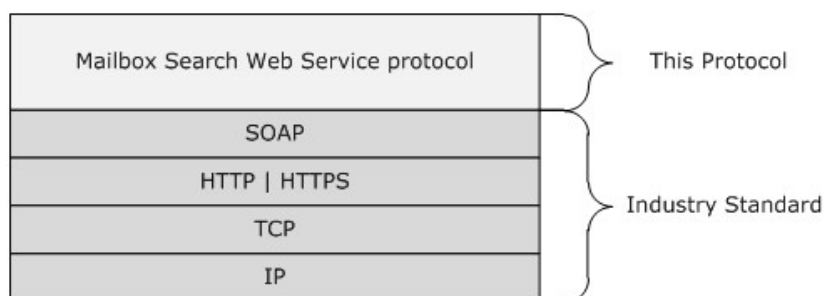 Mailbox Search Web Service protocol
This Protocol
SOAP
HTTP | HTTPS
Industry Standard
TCP
IP